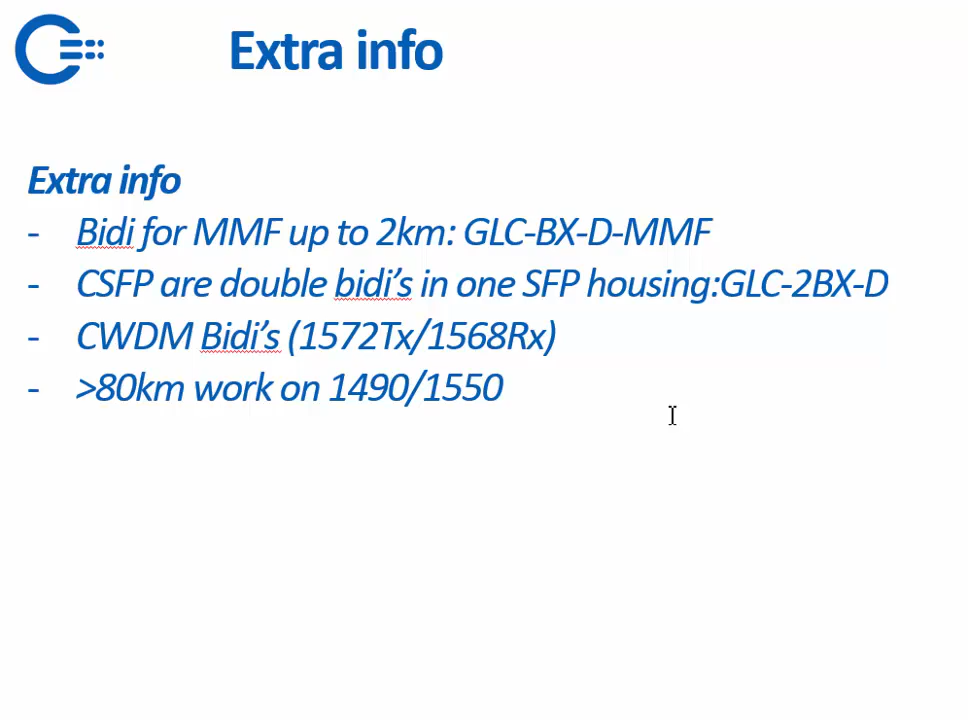 Extra info
Extra info
- Bidi for MMF up to 2km: GLC-BX-D-MMF
- CSFP are double bidi's in one SFP housing:GLC-2BX-D
- CWDM Bidi's (1572Tx/1568Rx)
- >80km work on 1490/1550